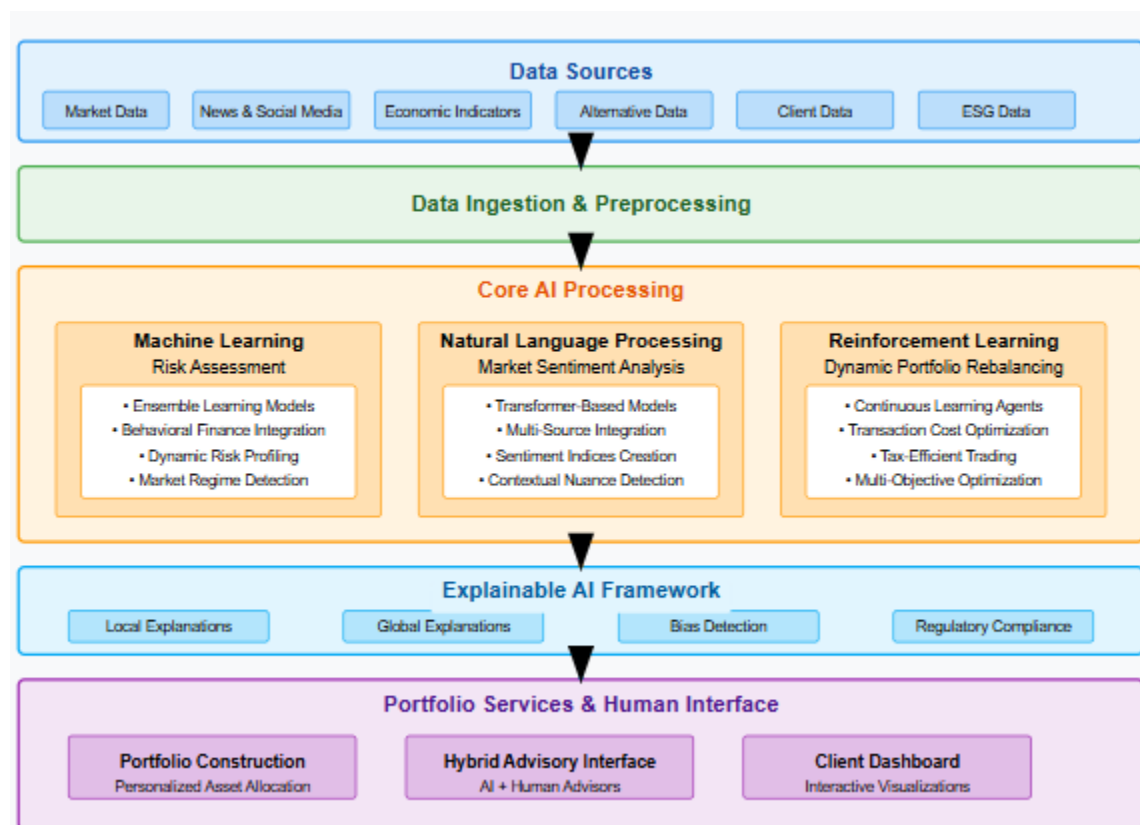 Data Sources
Market Data
News & Social Media
Economic Indicators
Alternative Data
Client Data
ESG Data
Data Ingestion & Preprocessing
Core AI Processing
Machine Learning
Risk Assessment
• Ensemble Learning Models
• Behavioral Finance Integration
• Dynamic Risk Profiling
• Market Regime Detection
Natural Language Processing
Market Sentiment Analysis
• Transformer-Based Models
• Multi-Source Integration
• Sentiment Indices Creation
• Contextual Nuance Detection
Reinforcement Learning
Dynamic Portfolio Rebalancing
• Continuous Learning Agents
• Transaction Cost Optimization
• Tax-Efficient Trading
• Multi-Objective Optimization
Explainable AI Framework
Local Explanations
Global Explanations
Bias Detection
Regulatory Compliance
Portfolio Services & Human Interface
Portfolio Construction
Personalized Asset Allocation
Hybrid Advisory Interface
AI + Human Advisors
Client Dashboard
Interactive Visualizations